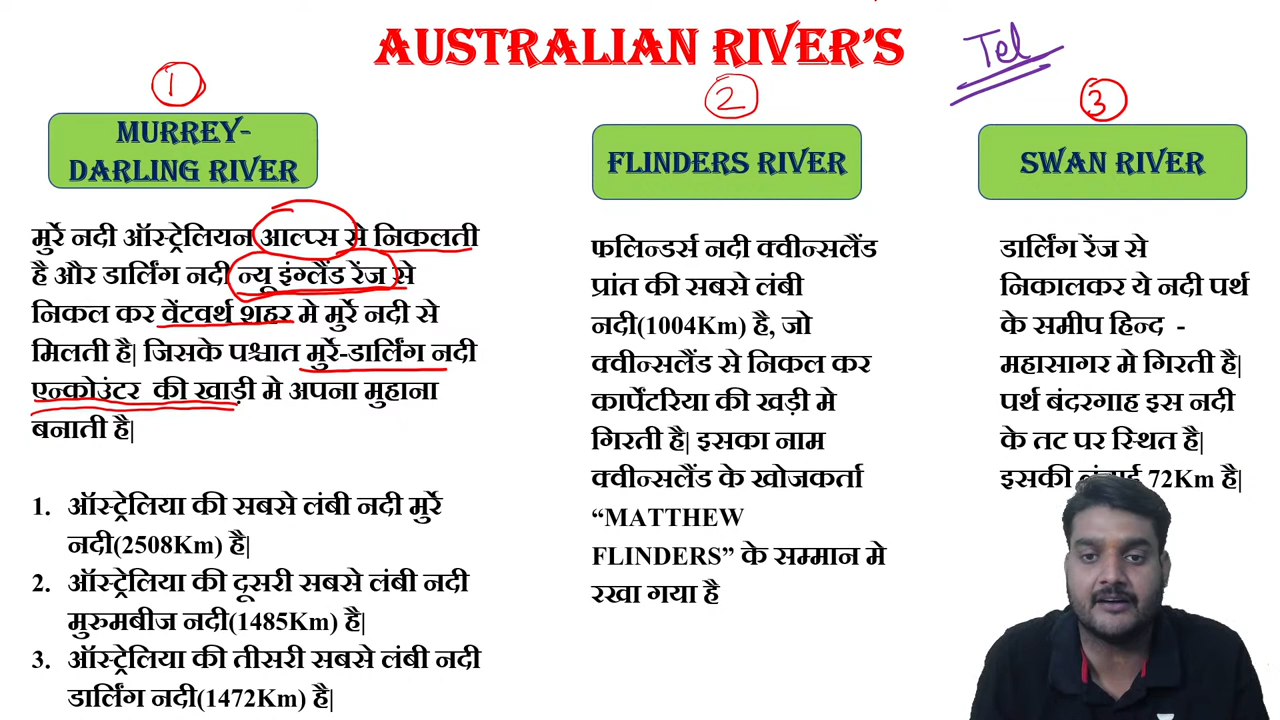 AUSTRALIAN RIVER'S
Tel
1
2
3
MURREY-
DARLING RIVER
मुर्रे नदी ऑस्ट्रेलियन आल्प्स से निकलती
है और डार्लिंग नदी न्यू इंग्लैंड रेंज से
निकल कर वेंटवर्थ शहर मे मुर्रे नदी से
मिलती है| जिसके पश्चात मुर्रे-डार्लिंग नदी
एन्कोउंटर की खाड़ी मे अपना मुहाना
बनाती है|
1. ऑस्ट्रेलिया की सबसे लंबी नदी मुर्रे
नदी(2508Km) है|
2. ऑस्ट्रेलिया की दूसरी सबसे लंबी नदी
मुरुमबीज नदी(1485Km) है|
3. ऑस्ट्रेलिया की तीसरी सबसे लंबी नदी
डार्लिंग नदी(1472Km) है|
FLINDERS RIVER
फलिन्डर्स नदी क्वीन्सलैंड
प्रांत की सबसे लंबी
नदी(1004Km) है, जो
क्वीन्सलैंड से निकल कर
कार्पेंटरिया की खड़ी मे
गिरती है| इसका नाम
क्वीन्सलैंड के खोजकर्ता
“MATTHEW
FLINDERS” के सम्मान मे
रखा गया है
SWAN RIVER
डार्लिंग रेंज से
निकालकर ये नदी पर्थ
के समीप हिन्द -
महासागर मे गिरती है|
पर्थ बंदरगाह इस नदी
के तट पर स्थित है|
इसकी 72Km है|